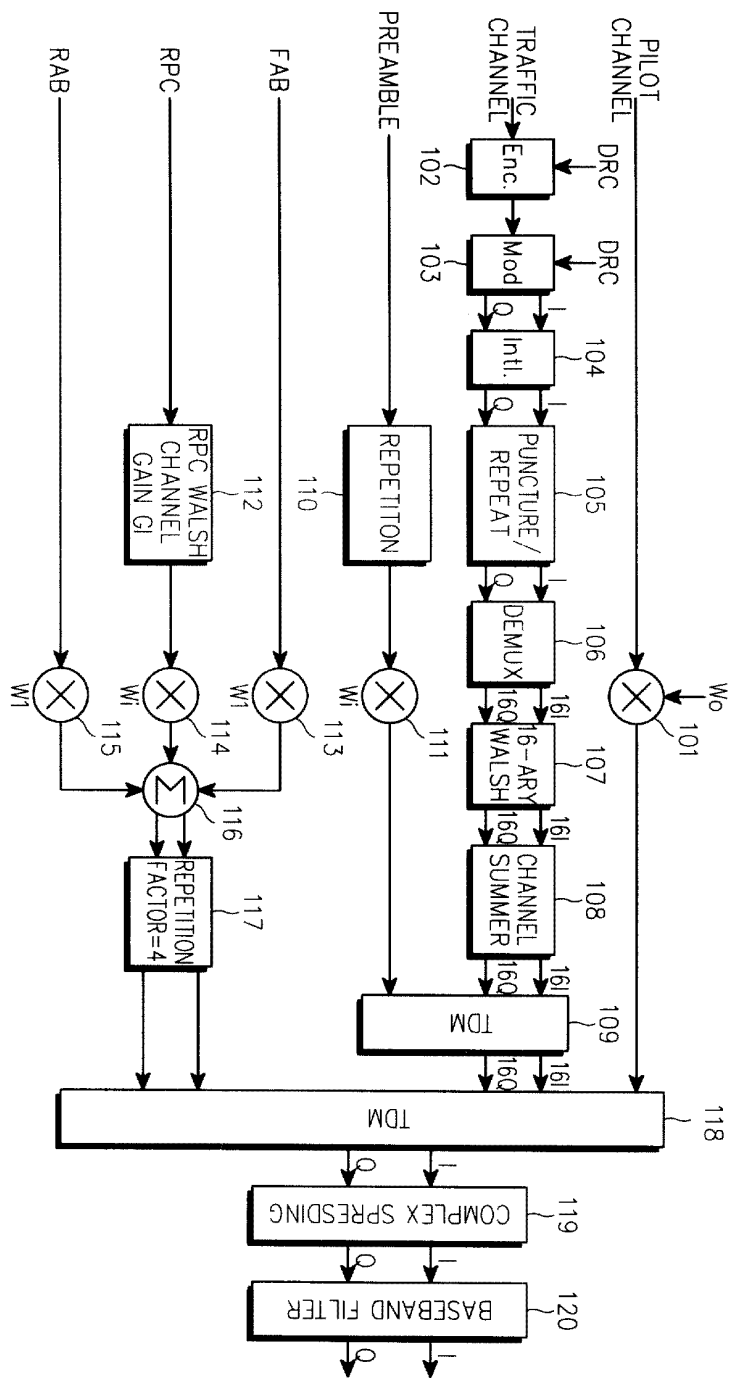 PILOT
CHANNEL
Wo
101
TRAFFIC
CHANNEL
DRC
Enc.
102
DRC
Mod
103
I
Q
Intl.
104
I
Q
PUNCTURE/
REPEAT
105
I
Q
DEMUX
106
16I
16Q
16-ARY
WALSH
107
16I
16Q
CHANNEL
SUMMER
108
16I
16Q
TDM
109
16I
16Q
PREAMBLE
REPETITON
110
Wi
111
FAB
W1
113
RPC
RPC WALSH
CHANNEL
GAIN GI
112
Wi
114
RAB
W1
115
Σ
116
REPETITION
FACTOR=4
117
TDM
118
I
Q
COMPLEX SPRESDING
119
I
Q
BASEBAND FILTER
120
I
Q